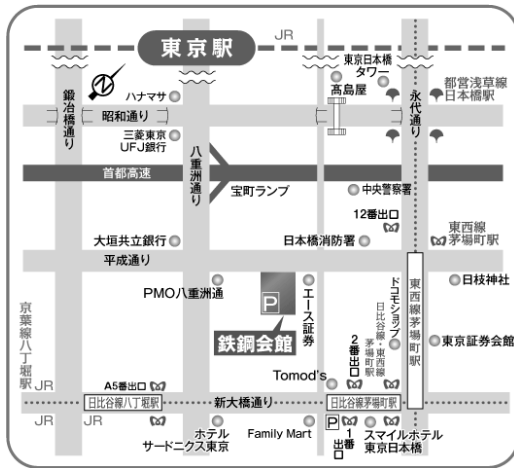 東京駅
JR
東京日本橋
タワー
髙島屋
都営浅草線
日本橋駅
鍛冶橋通り
ハナマサ
昭和通り
永代通り
三菱東京
UFJ銀行
八重洲通り
首都高速
宝町ランプ
中央警察署
12番出口
大垣共立銀行
日本橋消防署
東西線
茅場町駅
平成通り
PMO八重洲通
P
エース証券
鉄鋼会館
ドコモショップ
日比谷線・東西線
茅場町駅
東西線茅場町駅
日枝神社
2番出口
東京証券会館
京葉線八丁堀駅
Tomod's
JR
A5番出口
日比谷線八丁堀駅
新大橋通り
日比谷線茅場町駅
JR
JR
ホテル
サードニクス東京
Family Mart
P
1番出口
スマイルホテル
東京日本橋